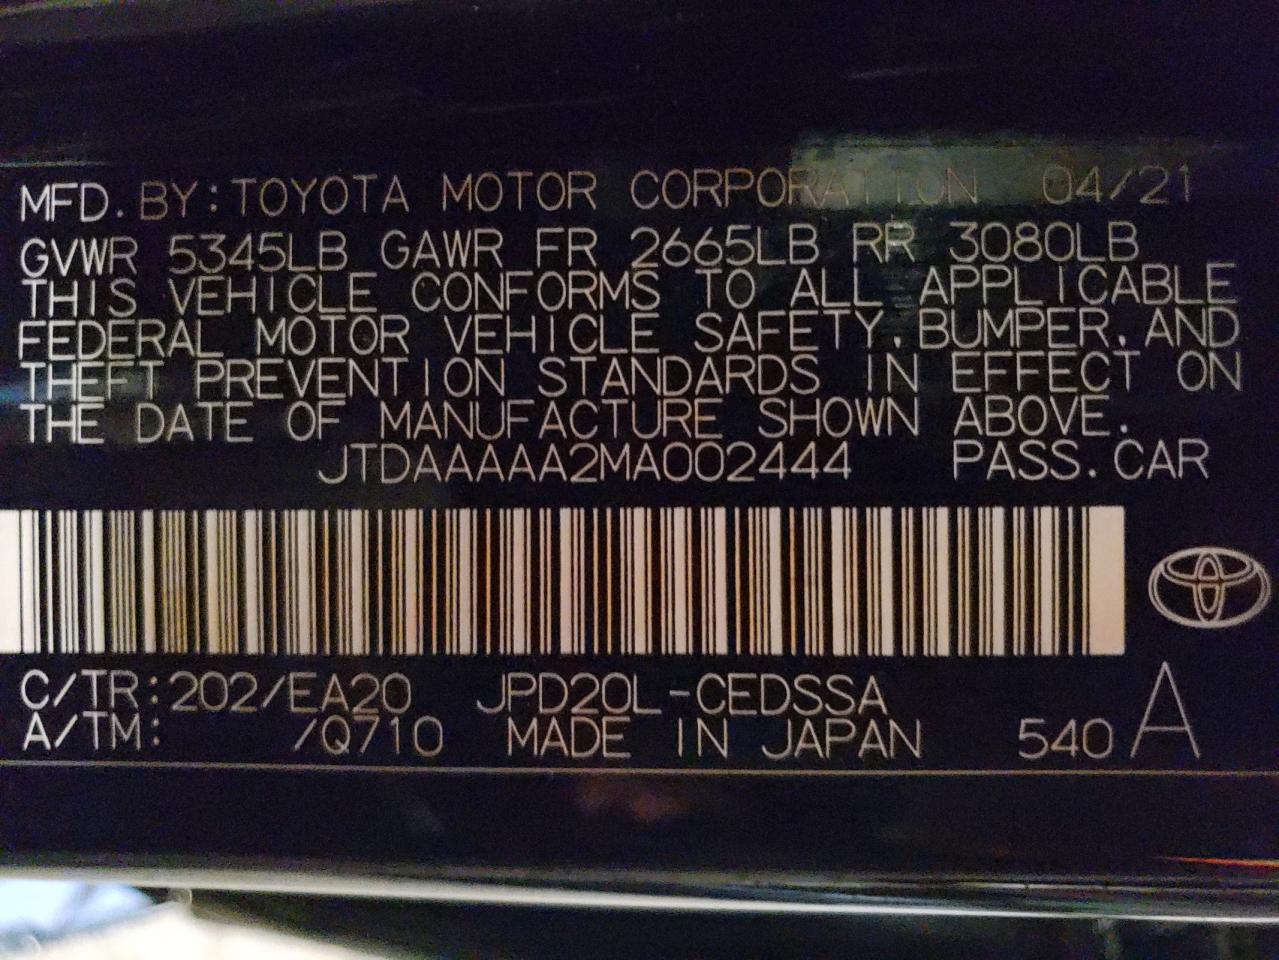 MFD. BY: TOYOTA MOTOR CORPORATION 04/21
GVWR 5345LB GAWR FR 2665LB RR 3080LB
THIS VEHICLE CONFORMS TO ALL APPLICABLE
FEDERAL MOTOR VEHICLE SAFETY, BUMPER, AND
THEFT PREVENTION STANDARDS IN EFFECT ON
THE DATE OF MANUFACTURE SHOWN ABOVE.
JTDAAAAA2MA002444 PASS. CAR
C/TR: 202/EA20 JPD20L-CEDSSA
A/TM: /Q710 MADE IN JAPAN 540 A